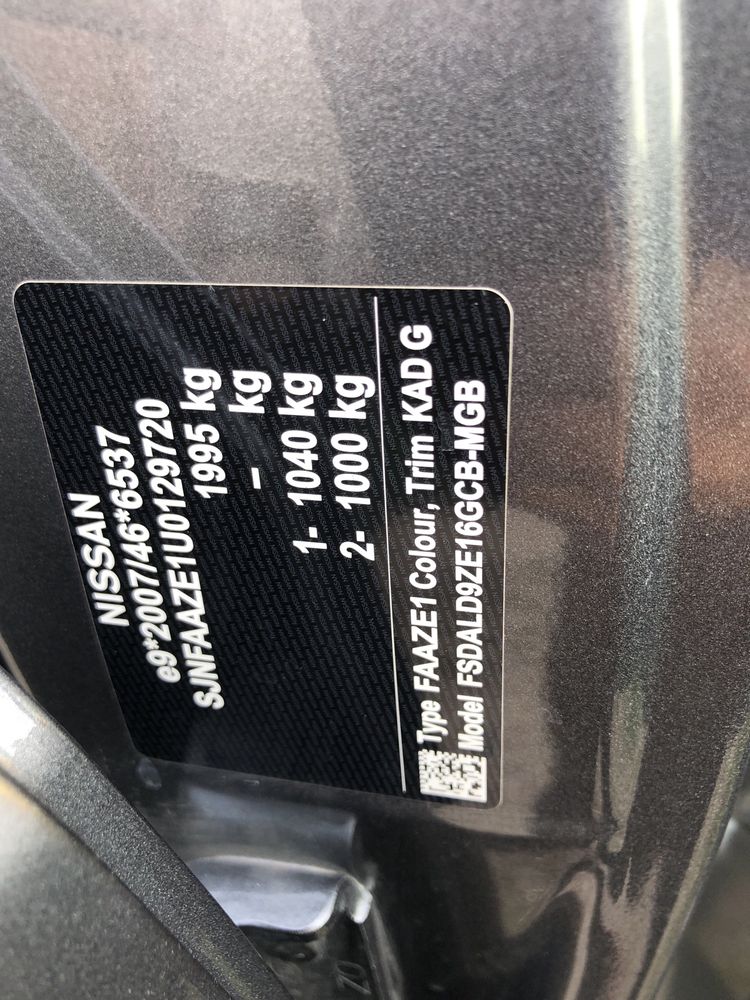 NISSAN
e9*2007/46*6537
SJNFAAZE1U0129720
1995 kg
– kg
1- 1040 kg
2- 1000 kg
Type FAAZE1 Colour, Trim KAD G
Model FSDALD9ZE16GCB-MGB